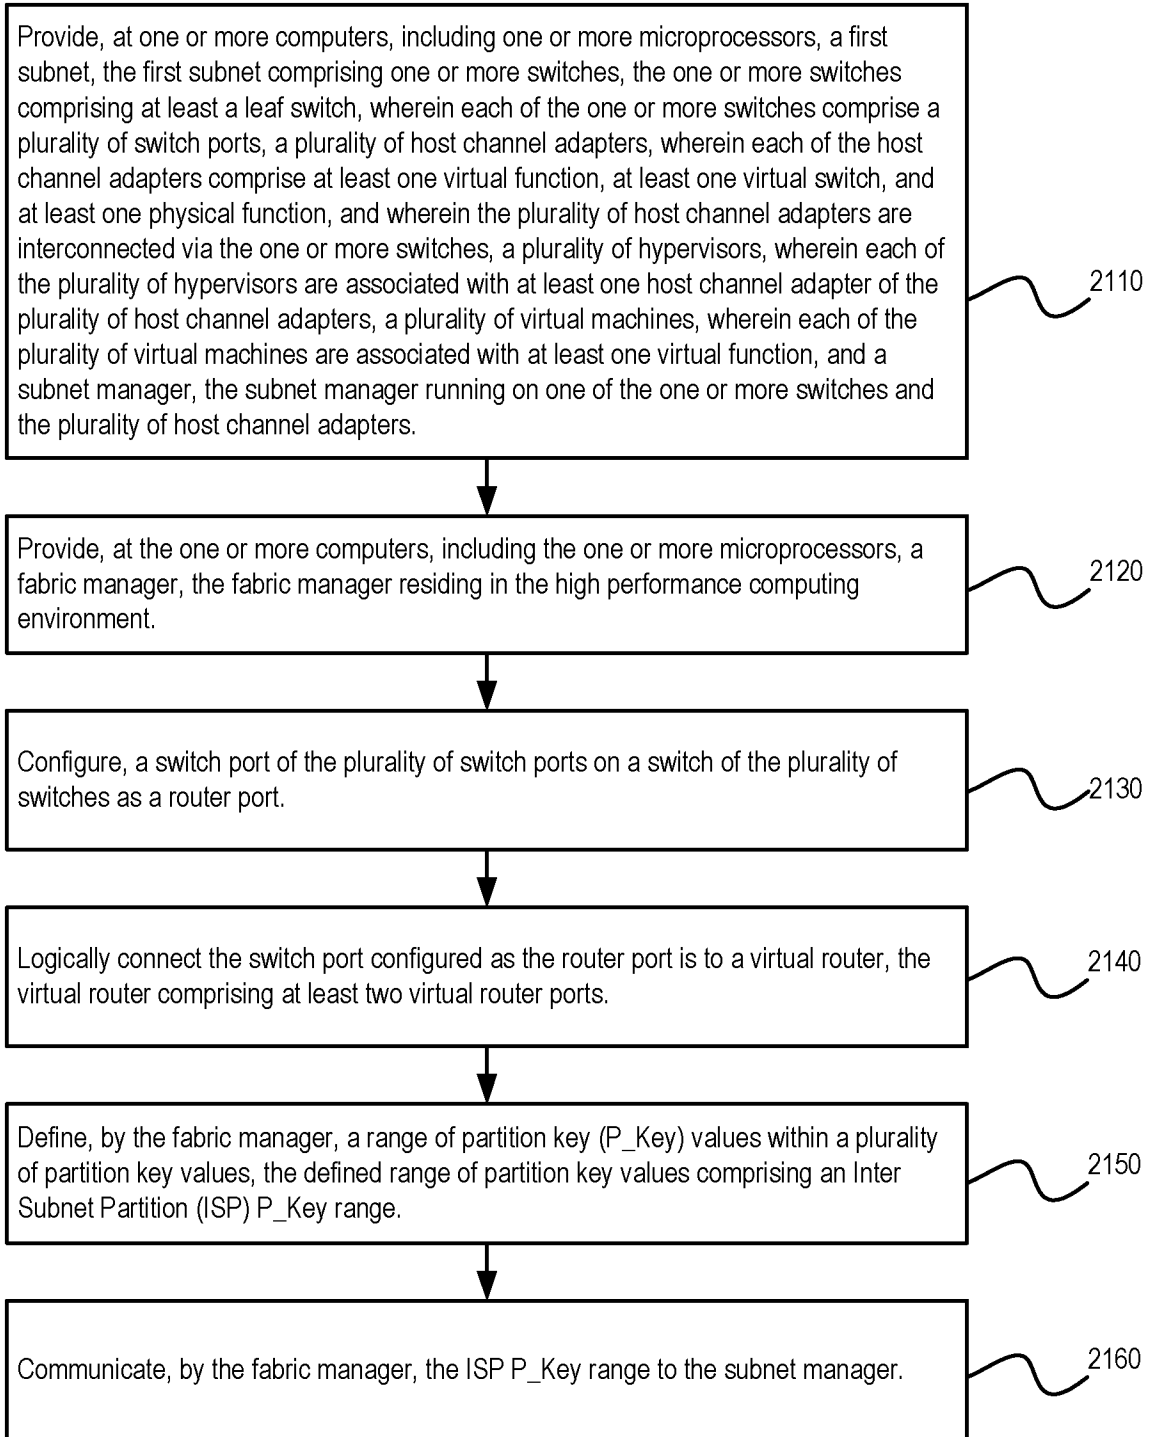 Provide, at one or more computers, including one or more microprocessors, a first
subnet, the first subnet comprising one or more switches, the one or more switches
comprising at least a leaf switch, wherein each of the one or more switches comprise a
plurality of switch ports, a plurality of host channel adapters, wherein each of the host
channel adapters comprise at least one virtual function, at least one virtual switch, and
at least one physical function, and wherein the plurality of host channel adapters are
interconnected via the one or more switches, a plurality of hypervisors, wherein each of
the plurality of hypervisors are associated with at least one host channel adapter of the
plurality of host channel adapters, a plurality of virtual machines, wherein each of the
plurality of virtual machines are associated with at least one virtual function, and a
subnet manager, the subnet manager running on one of the one or more switches and
the plurality of host channel adapters.
2110
Provide, at the one or more computers, including the one or more microprocessors, a
fabric manager, the fabric manager residing in the high performance computing
environment.
2120
Configure, a switch port of the plurality of switch ports on a switch of the plurality of
switches as a router port.
2130
Logically connect the switch port configured as the router port is to a virtual router, the
virtual router comprising at least two virtual router ports.
2140
Define, by the fabric manager, a range of partition key (P_Key) values within a plurality
of partition key values, the defined range of partition key values comprising an Inter
Subnet Partition (ISP) P_Key range.
2150
Communicate, by the fabric manager, the ISP P_Key range to the subnet manager.
2160